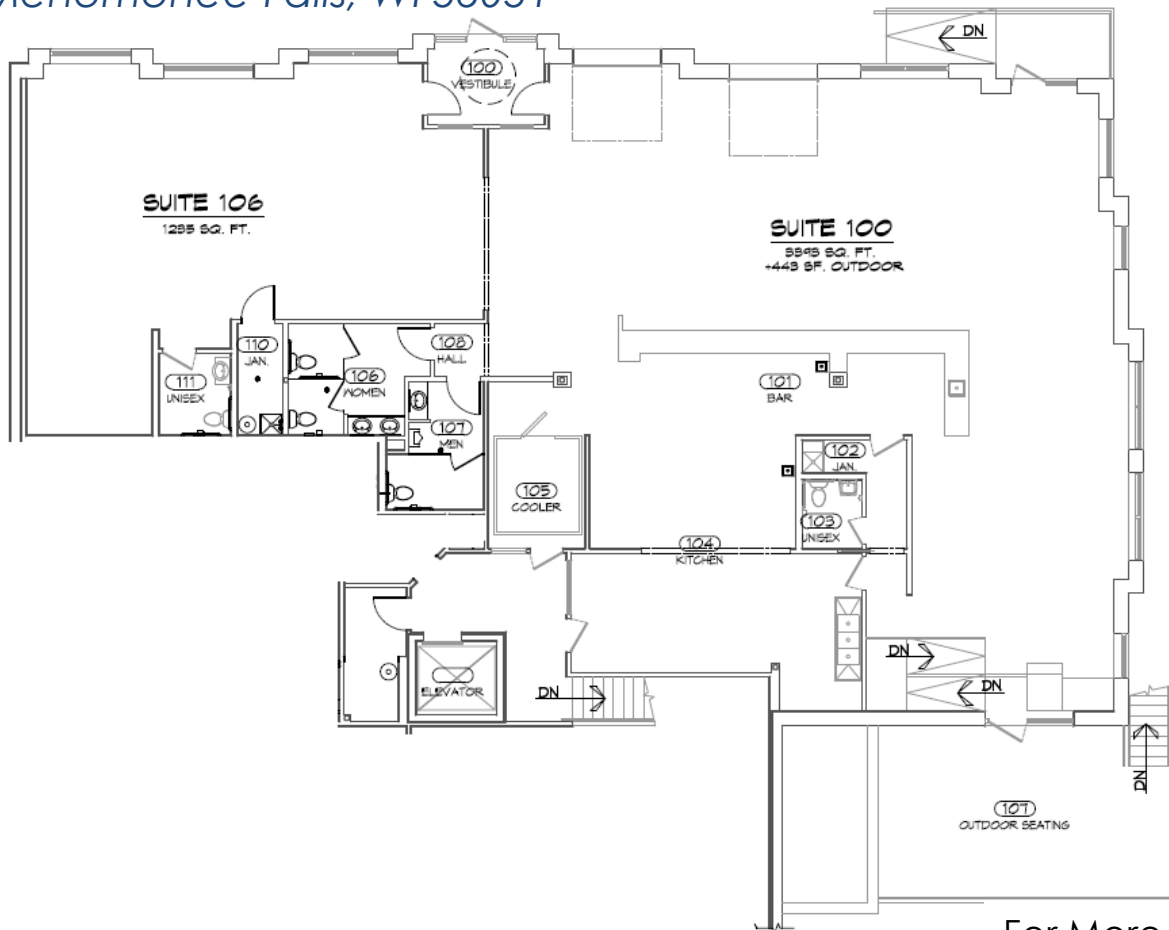 Menomonee Falls, WI 53051
DN
100
VESTIBULE
SUITE 106
1285 SQ. FT.
SUITE 100
3393 SQ. FT.
+443 SF. OUTDOOR
110
JAN.
108
HALL
111
UNISEX
106
WOMEN
101
BAR
107
MEN
102
JAN.
105
COOLER
103
UNISEX
104
KITCHEN
DN
ELEVATOR
DN
DN
DN
107
OUTDOOR SEATING
For More